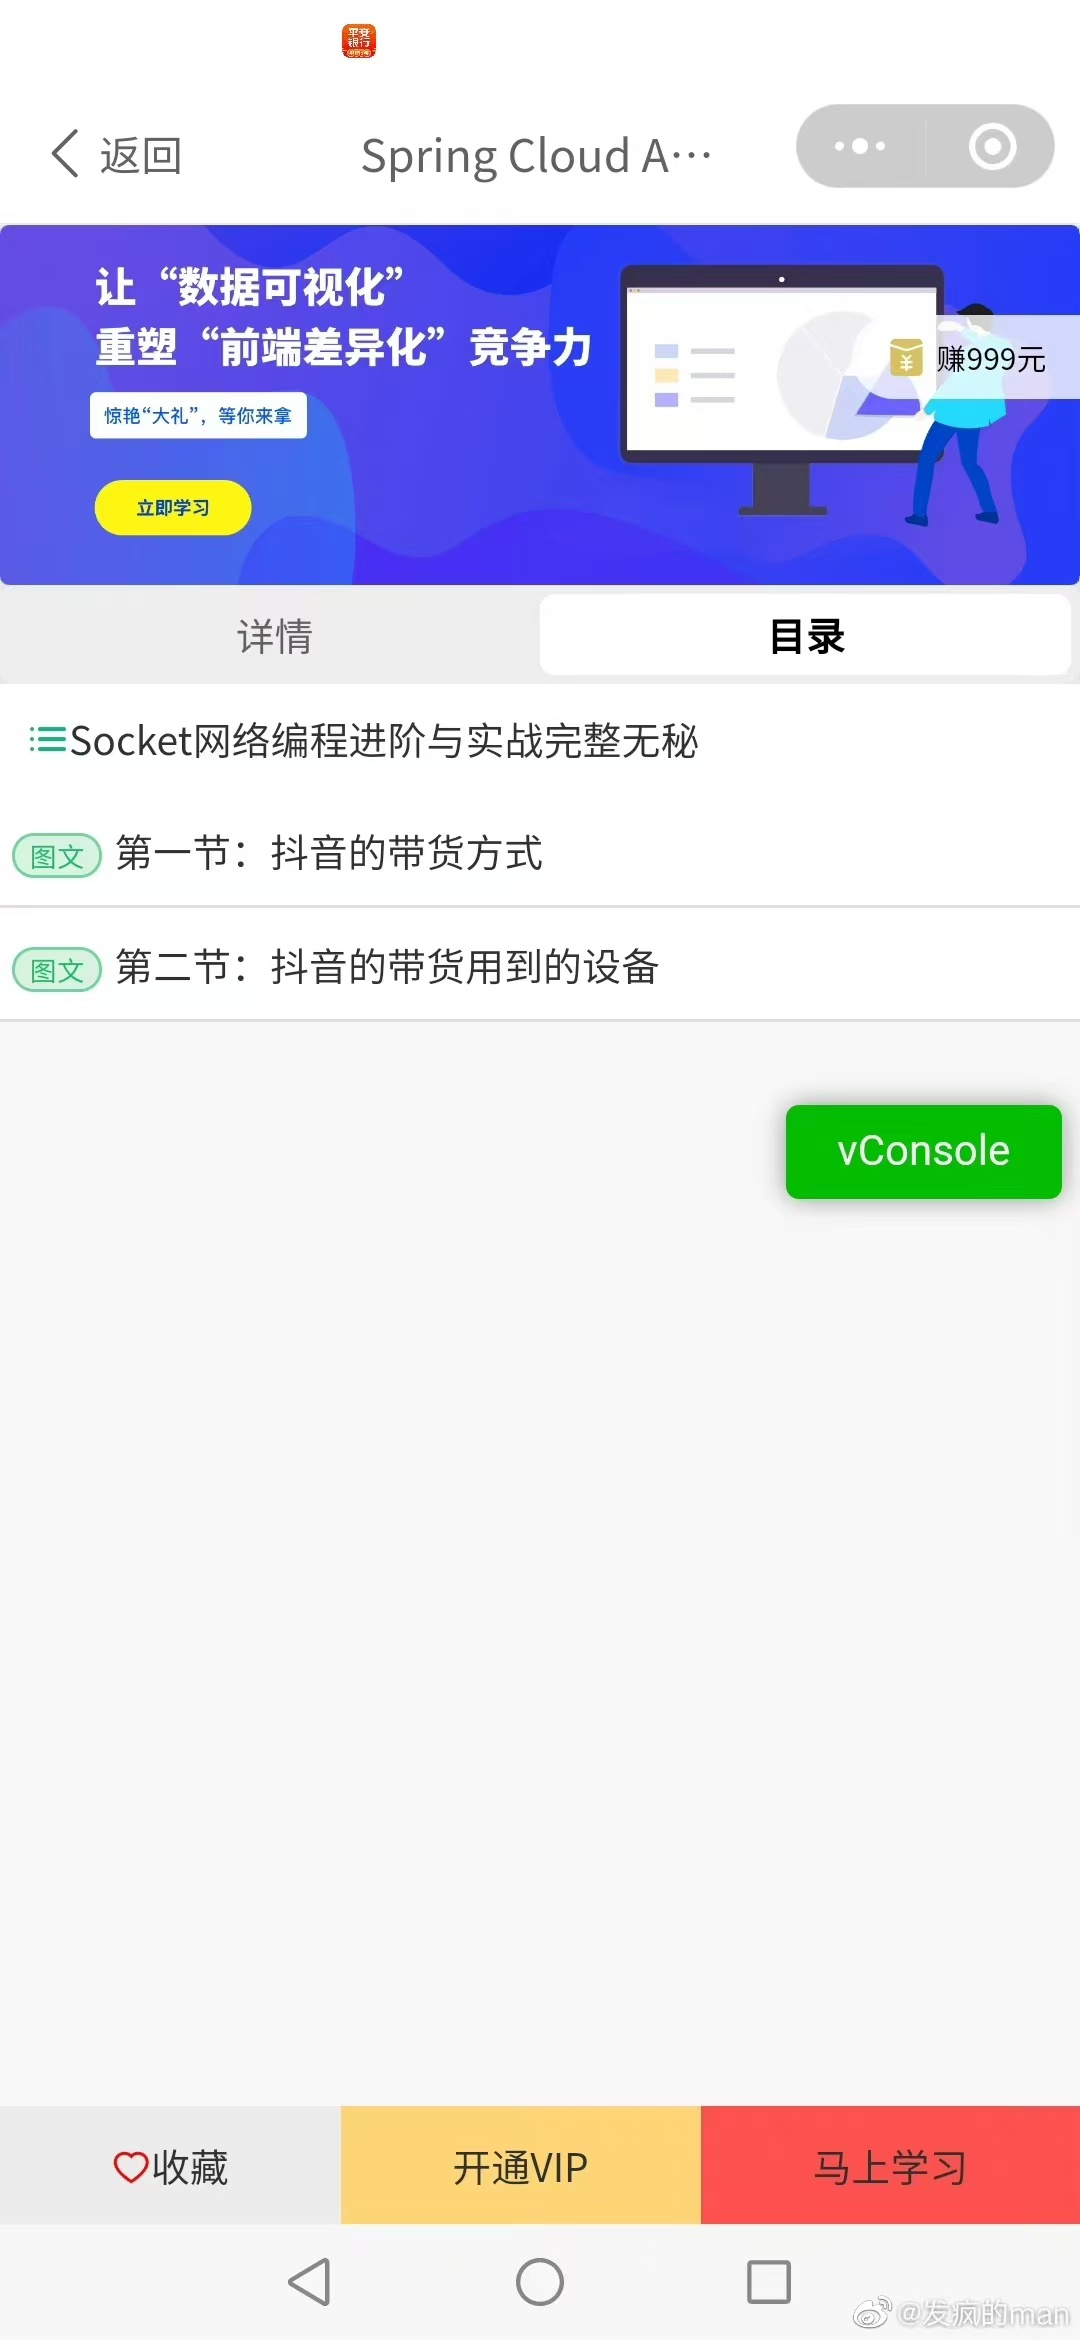 平安
银行
返回
Spring Cloud A…
让“数据可视化”
重塑“前端差异化”竞争力
惊艳“大礼”，等你来拿
立即学习
赚999元
详情
目录
Socket网络编程进阶与实战完整无秘
图文 第一节：抖音的带货方式
图文 第二节：抖音的带货用到的设备
vConsole
收藏
开通VIP
马上学习
@发疯的man